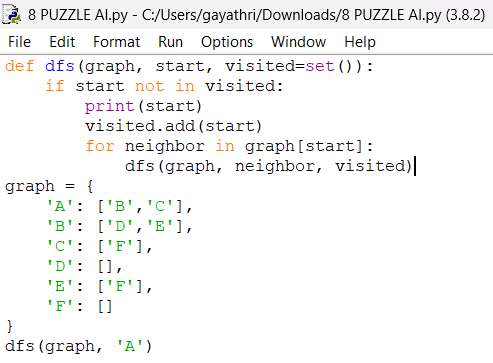 8 PUZZLE AI.py - C:/Users/gayathri/Downloads/8 PUZZLE AI.py (3.8.2)
File Edit Format Run Options Window Help
def dfs(graph, start, visited=set()):
    if start not in visited:
        print(start)
        visited.add(start)
        for neighbor in graph[start]:
            dfs(graph, neighbor, visited)
graph = {
    'A': ['B','C'],
    'B': ['D','E'],
    'C': ['F'],
    'D': [],
    'E': ['F'],
    'F': []
}
dfs(graph, 'A')